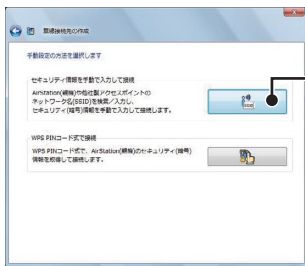 無線接続先の作成
手動設定の方法を選択します
セキュリティ情報を手動で入力して接続
AirStation(親機)や他社製アクセスポイントの
ネットワーク名(SSID)を検索/入力し、
セキュリティ(暗号)情報を手動で入力して接続します。
WPS PINコード式で接続
WPS PINコード式で、AirStation(親機)のセキュリティ(暗号)
情報を取得して接続します。